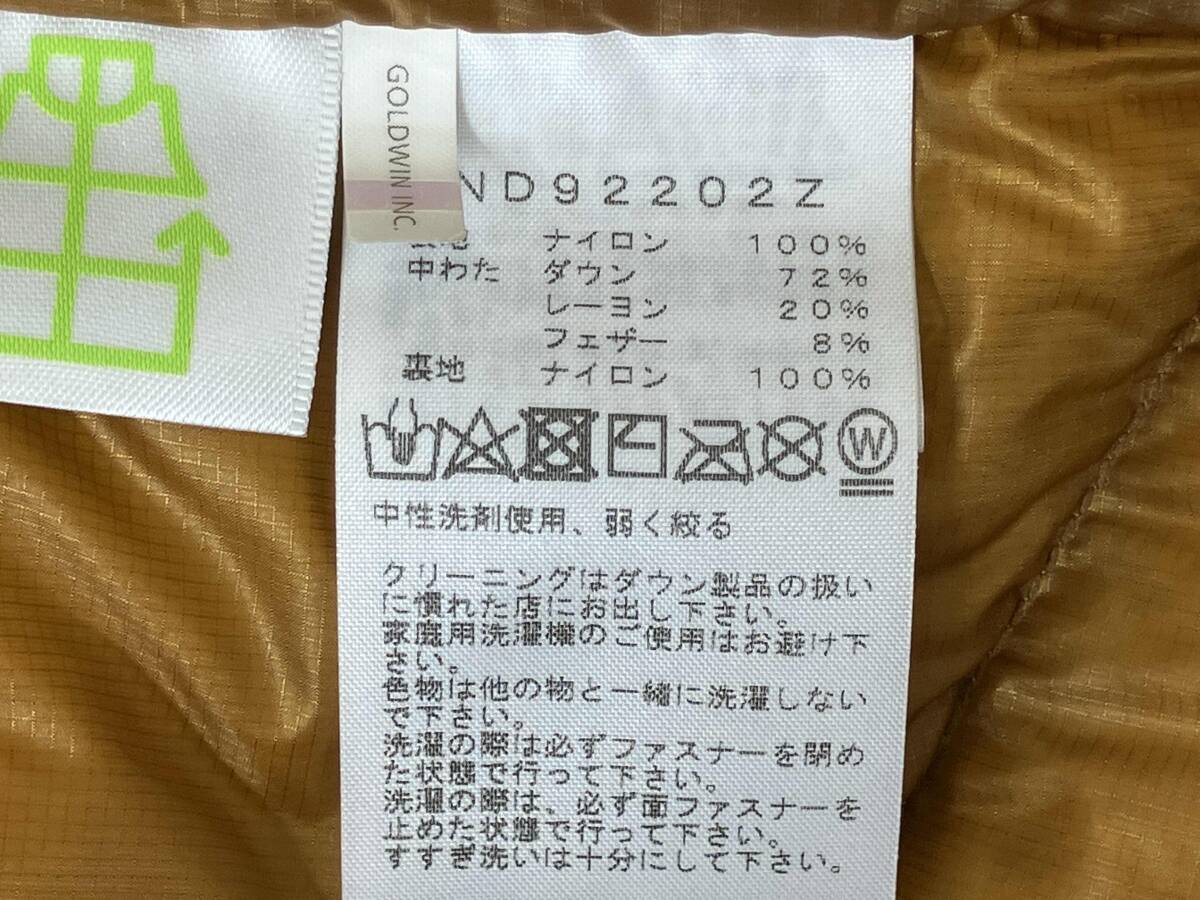 GOLDWIN INC.
ND92202Z
ナイロン 100%
中わた ダウン 72%
レーヨン 20%
フェザー 8%
裏地 ナイロン 100%
W
中性洗剤使用、弱く絞る
クリーニングはダウン製品の扱い
に慣れた店にお出し下さい。
家庭用洗濯機のご使用はお避け下
さい。
色物は他の物と一緒に洗濯しない
で下さい。
洗濯の際は必ずファスナーを閉め
た状態で行って下さい。
洗濯の際は、必ず面ファスナーを
止めた状態で行って下さい。
すすぎ洗いは十分にして下さい。